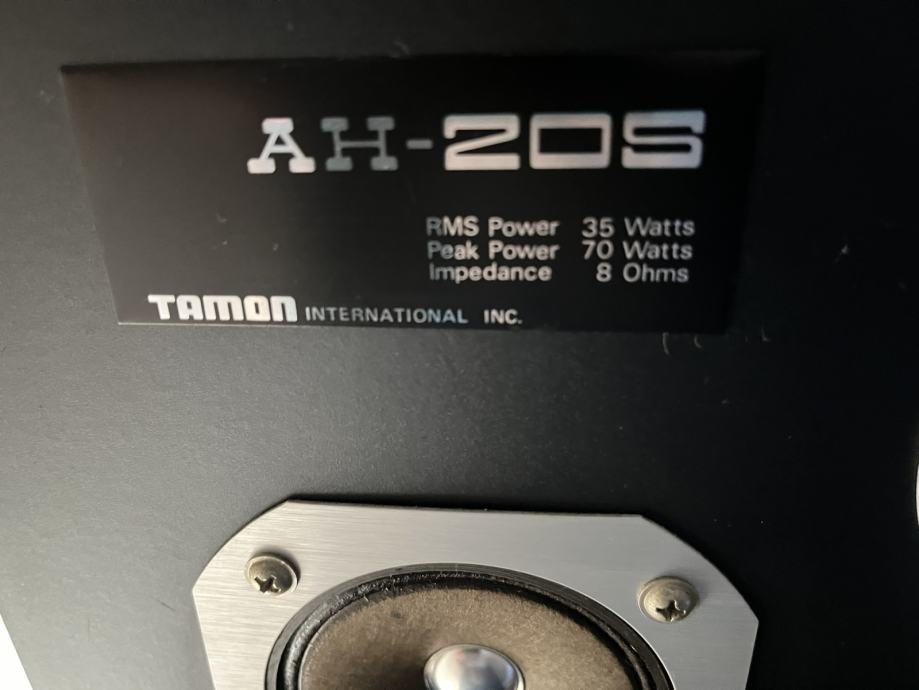 AH-20S
RMS Power 35 Watts
Peak Power 70 Watts
Impedance 8 Ohms
TAMON INTERNATIONAL INC.